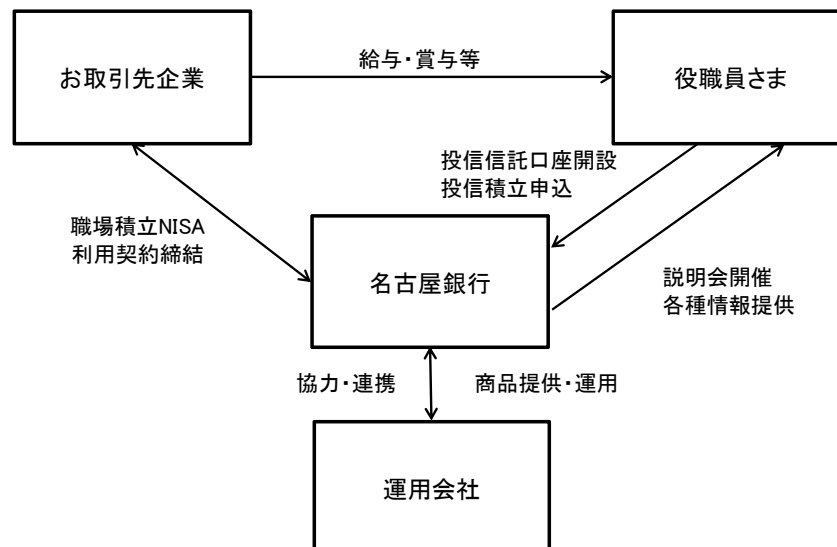 お取引先企業
給与・賞与等
役職員さま
投信信託口座開設
投信積立申込
職場積立NISA
利用契約締結
名古屋銀行
説明会開催
各種情報提供
協力・連携
商品提供・運用
運用会社